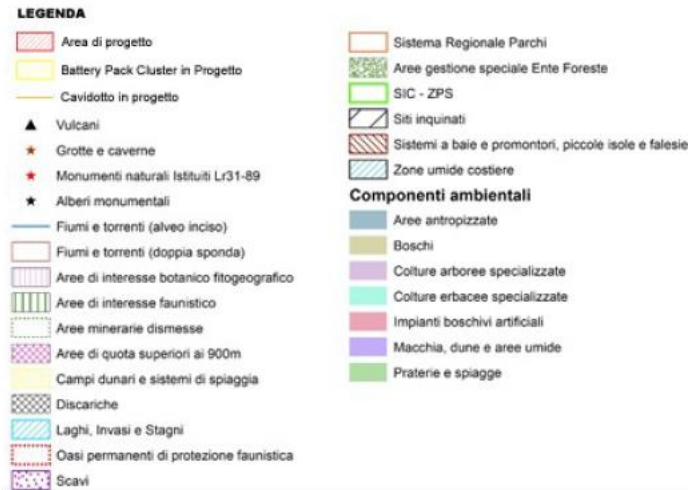 LEGENDA
Area di progetto
Battery Pack Cluster in Progetto
Cavidotto in progetto
Vulcani
Grotte e caverne
Monumenti naturali Istituiti Lr31-89
Alberi monumentali
Fiumi e torrenti (alveo inciso)
Fiumi e torrenti (doppia sponda)
Aree di interesse botanico fitogeografico
Aree di interesse faunistico
Aree minerarie dismesse
Aree di quota superiori ai 900m
Campi dunari e sistemi di spiaggia
Discariche
Laghi, Invasi e Stagni
Oasi permanenti di protezione faunistica
Scavi
Sistema Regionale Parchi
Aree gestione speciale Ente Foreste
SIC - ZPS
Siti inquinati
Sistemi a baie e promontori, piccole isole e falesie
Zone umide costiere
Componenti ambientali
Aree antropizzate
Boschi
Colture arboree specializzate
Colture erbacee specializzate
Impianti boschivi artificiali
Macchia, dune e aree umide
Praterie e spiagge